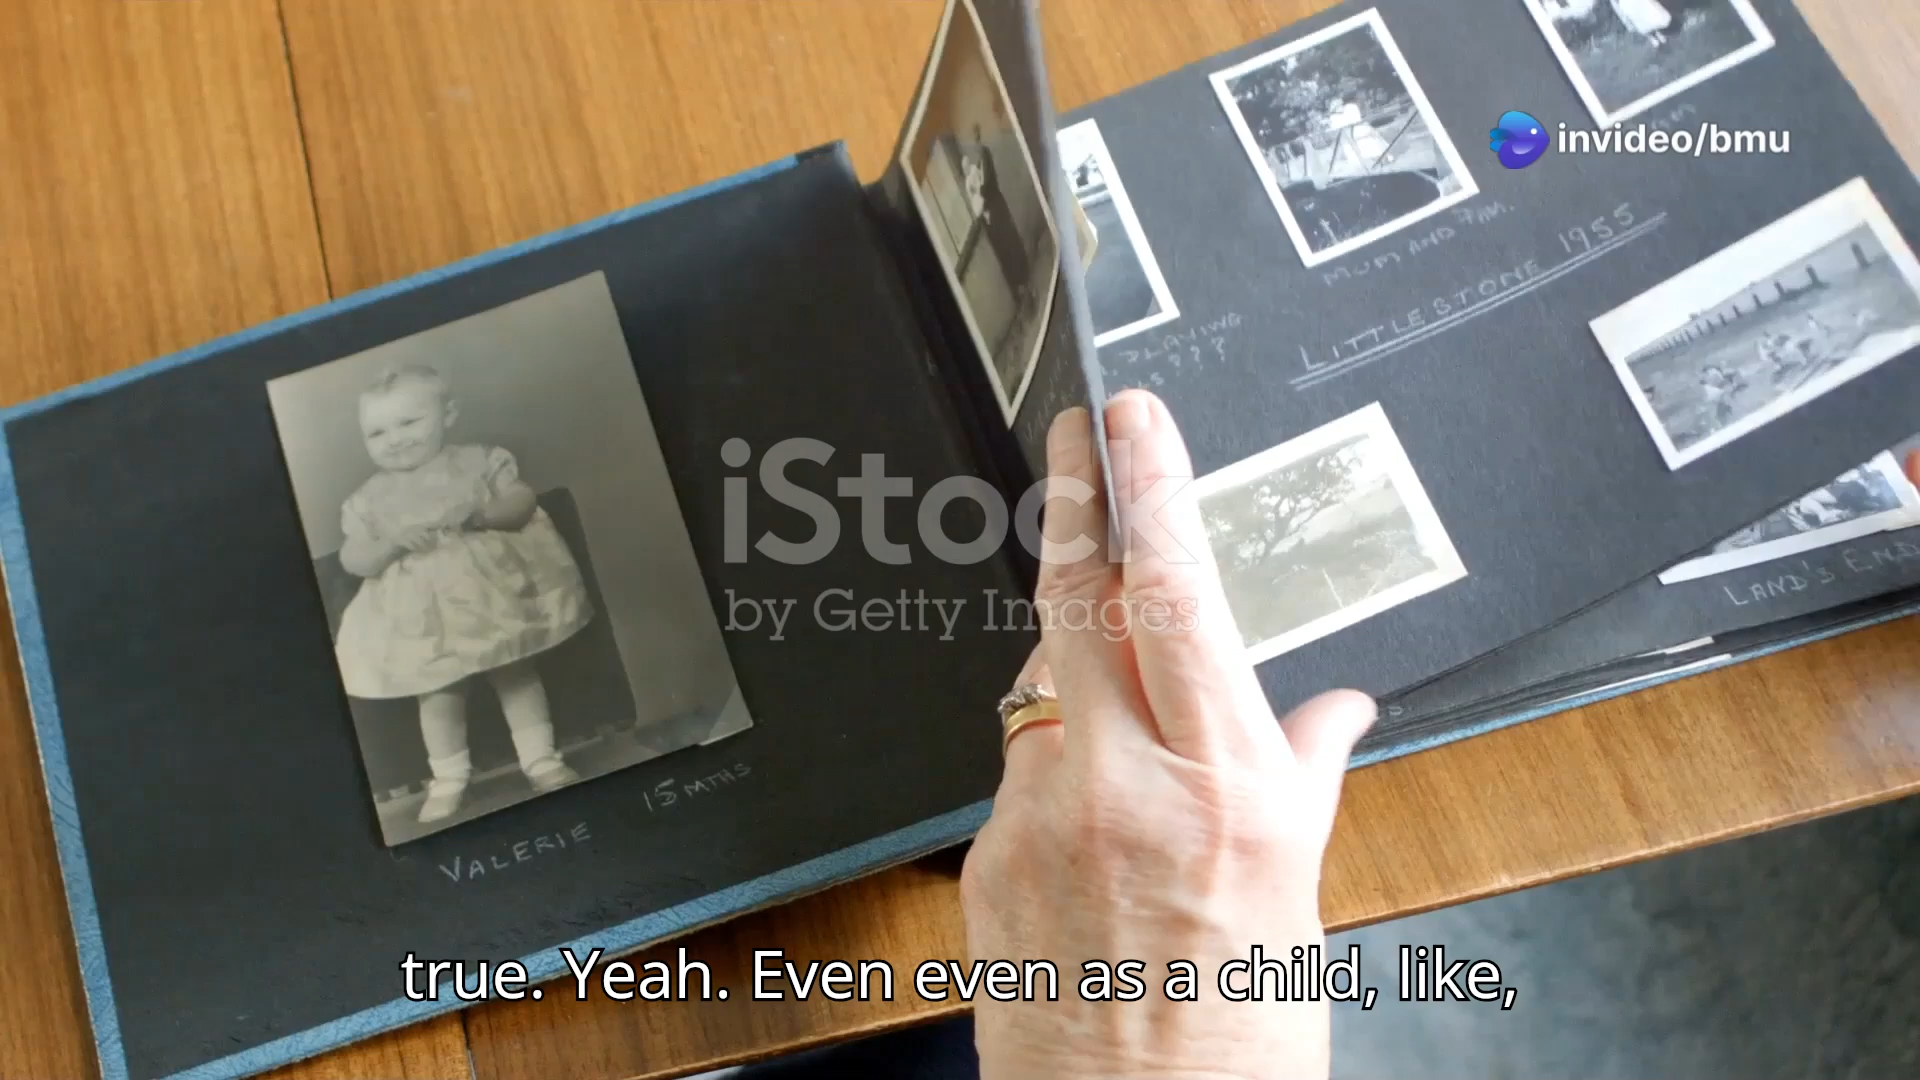 invideo/bmu
MUM AND
LITTLESTONE 1955
PLAYING
???
iStock
by Getty Images
LAND'S END
VALERIE 15 MTHS
true. Yeah. Even even as a child, like,